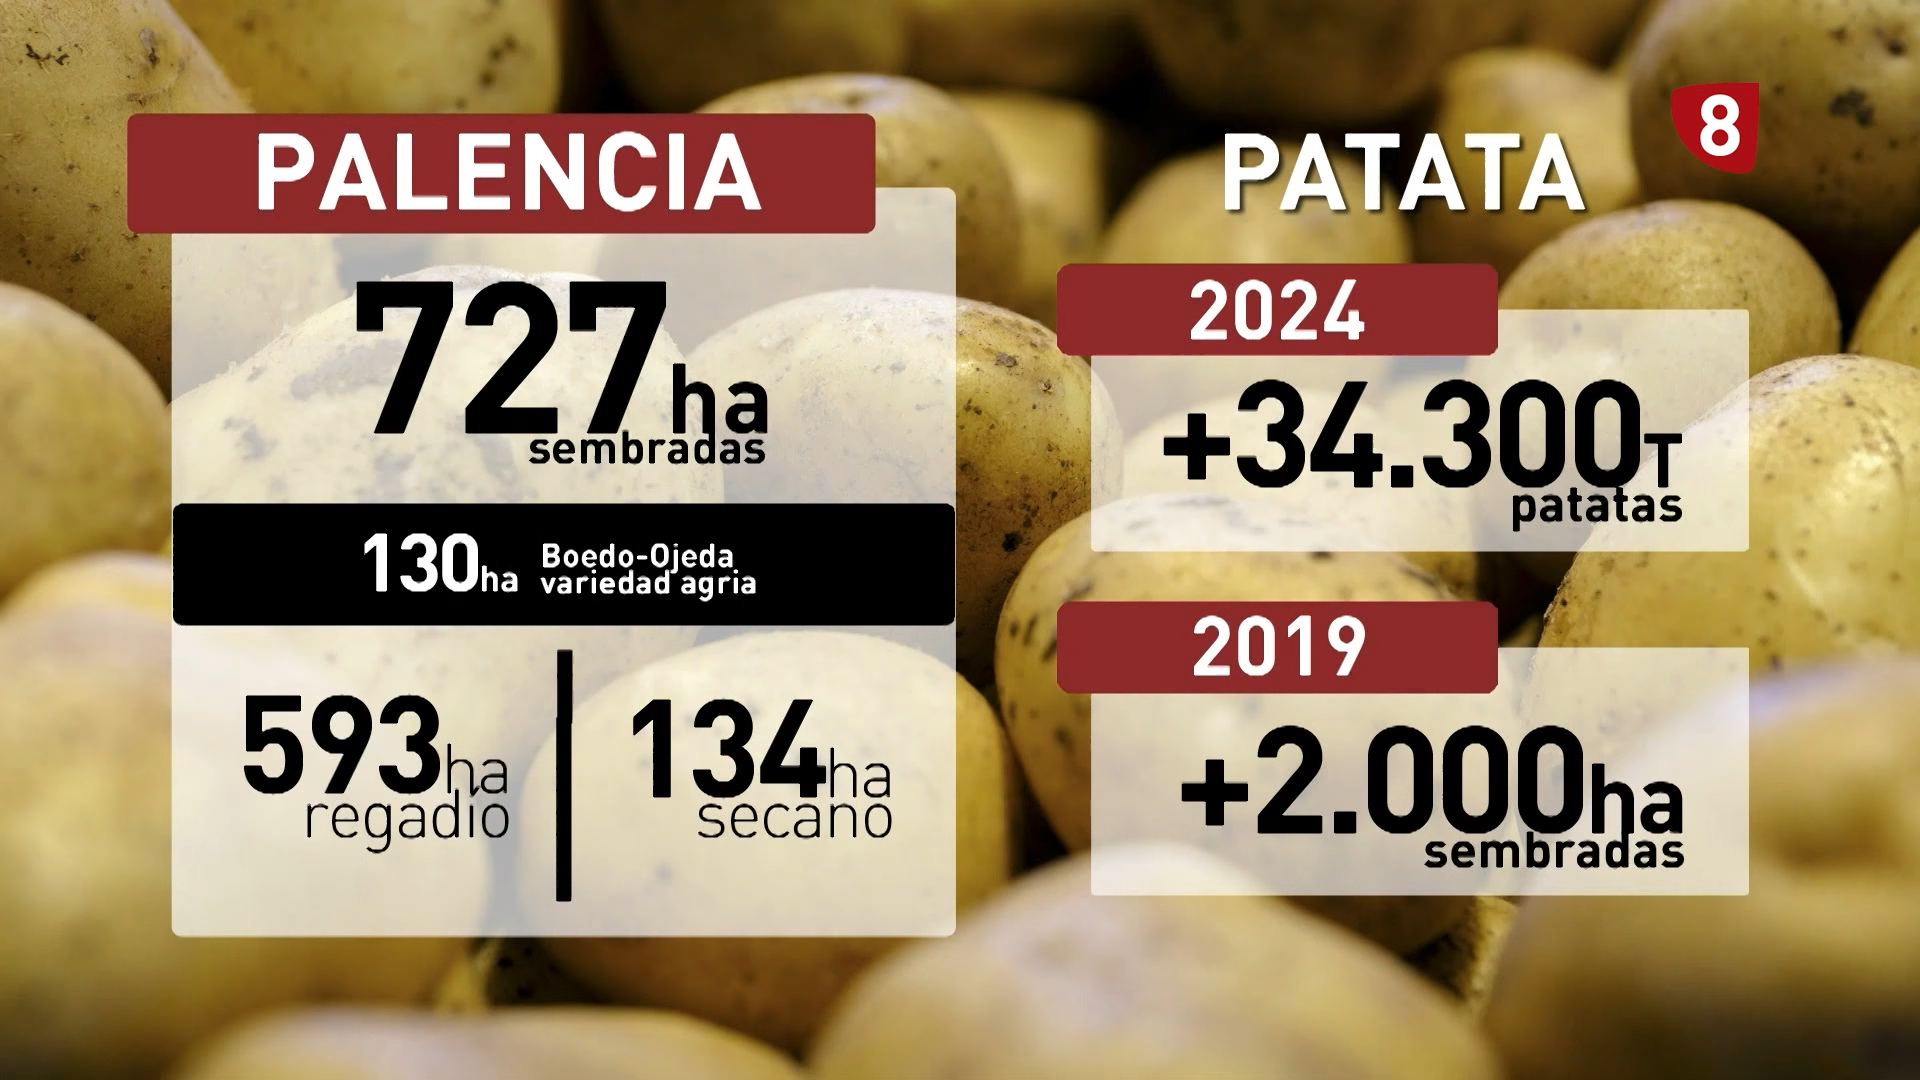 PALENCIA
727ha
sembradas
130ha
Boedo-Ojeda
variedad agria
593ha
regadío
134ha
secano
PATATA
8
2024
+34.300T
patatas
2019
+2.000ha
sembradas